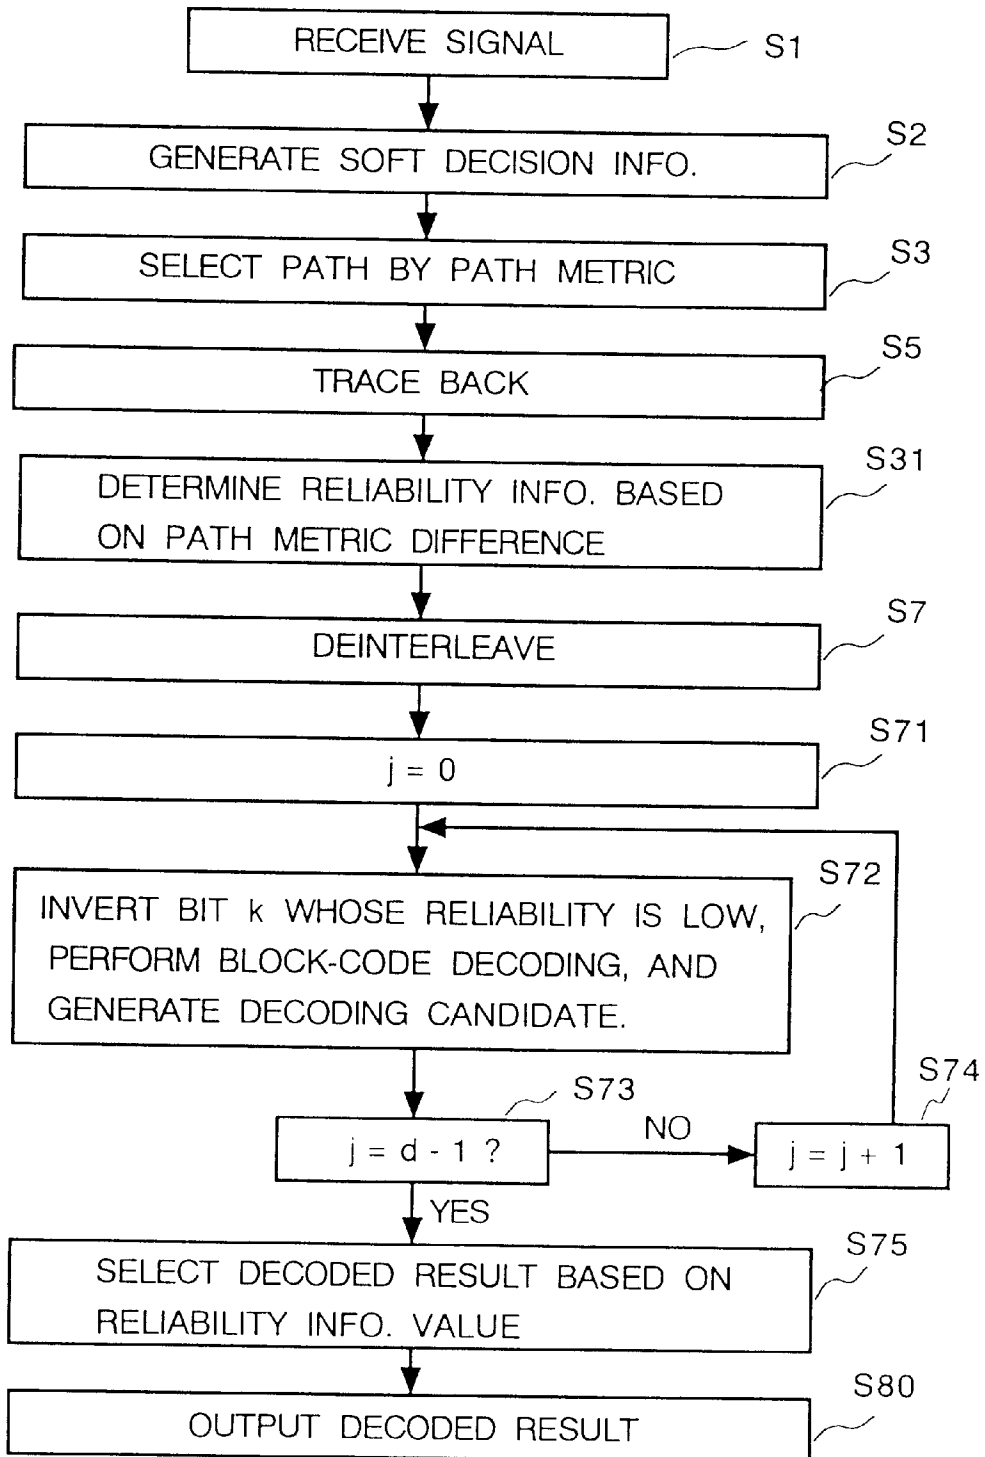 RECEIVE SIGNAL
S1
GENERATE SOFT DECISION INFO.
S2
SELECT PATH BY PATH METRIC
S3
TRACE BACK
S5
DETERMINE RELIABILITY INFO. BASED
ON PATH METRIC DIFFERENCE
S31
DEINTERLEAVE
S7
j = 0
S71
INVERT BIT k WHOSE RELIABILITY IS LOW,
PERFORM BLOCK-CODE DECODING, AND
GENERATE DECODING CANDIDATE.
S72
j = d - 1 ?
S73
NO
j = j + 1
S74
YES
SELECT DECODED RESULT BASED ON
RELIABILITY INFO. VALUE
S75
OUTPUT DECODED RESULT
S80